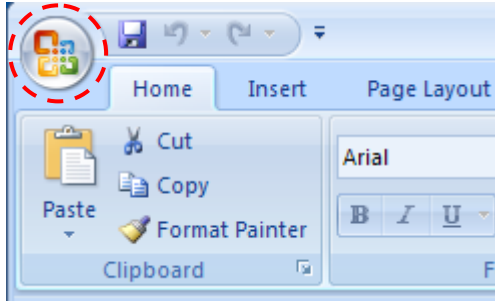 Home Insert Page Layout
Cut
Arial
Copy
Paste
B I U
Format Painter
Clipboard F